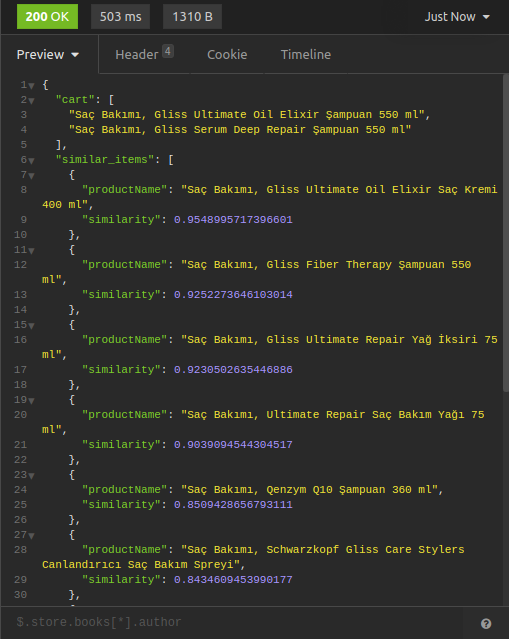 200 OK 503 ms 1310 B Just Now
Preview Header 4 Cookie Timeline
1 {
2 "cart": [
3 "Saç Bakımı, Gliss Ultimate Oil Elixir Şampuan 550 ml",
4 "Saç Bakımı, Gliss Serum Deep Repair Şampuan 550 ml"
5 ],
6 "similar_items": [
7 {
8 "productName": "Saç Bakımı, Gliss Ultimate Oil Elixir Saç Kremi
400 ml",
9 "similarity": 0.9548995717396601
10 },
11 {
12 "productName": "Saç Bakımı, Gliss Fiber Therapy Şampuan 550
ml",
13 "similarity": 0.9252273646103014
14 },
15 {
16 "productName": "Saç Bakımı, Gliss Ultimate Repair Yağ İksiri 75
ml",
17 "similarity": 0.9230502635446886
18 },
19 {
20 "productName": "Saç Bakımı, Ultimate Repair Saç Bakım Yağı 75
ml",
21 "similarity": 0.9039094544304517
22 },
23 {
24 "productName": "Saç Bakımı, Qenzym Q10 Şampuan 360 ml",
25 "similarity": 0.8509428656793111
26 },
27 {
28 "productName": "Saç Bakımı, Schwarzkopf Gliss Care Stylers
Canlandırıcı Saç Bakım Spreyi",
29 "similarity": 0.8434609453990177
30 },
$.store.books[*].author